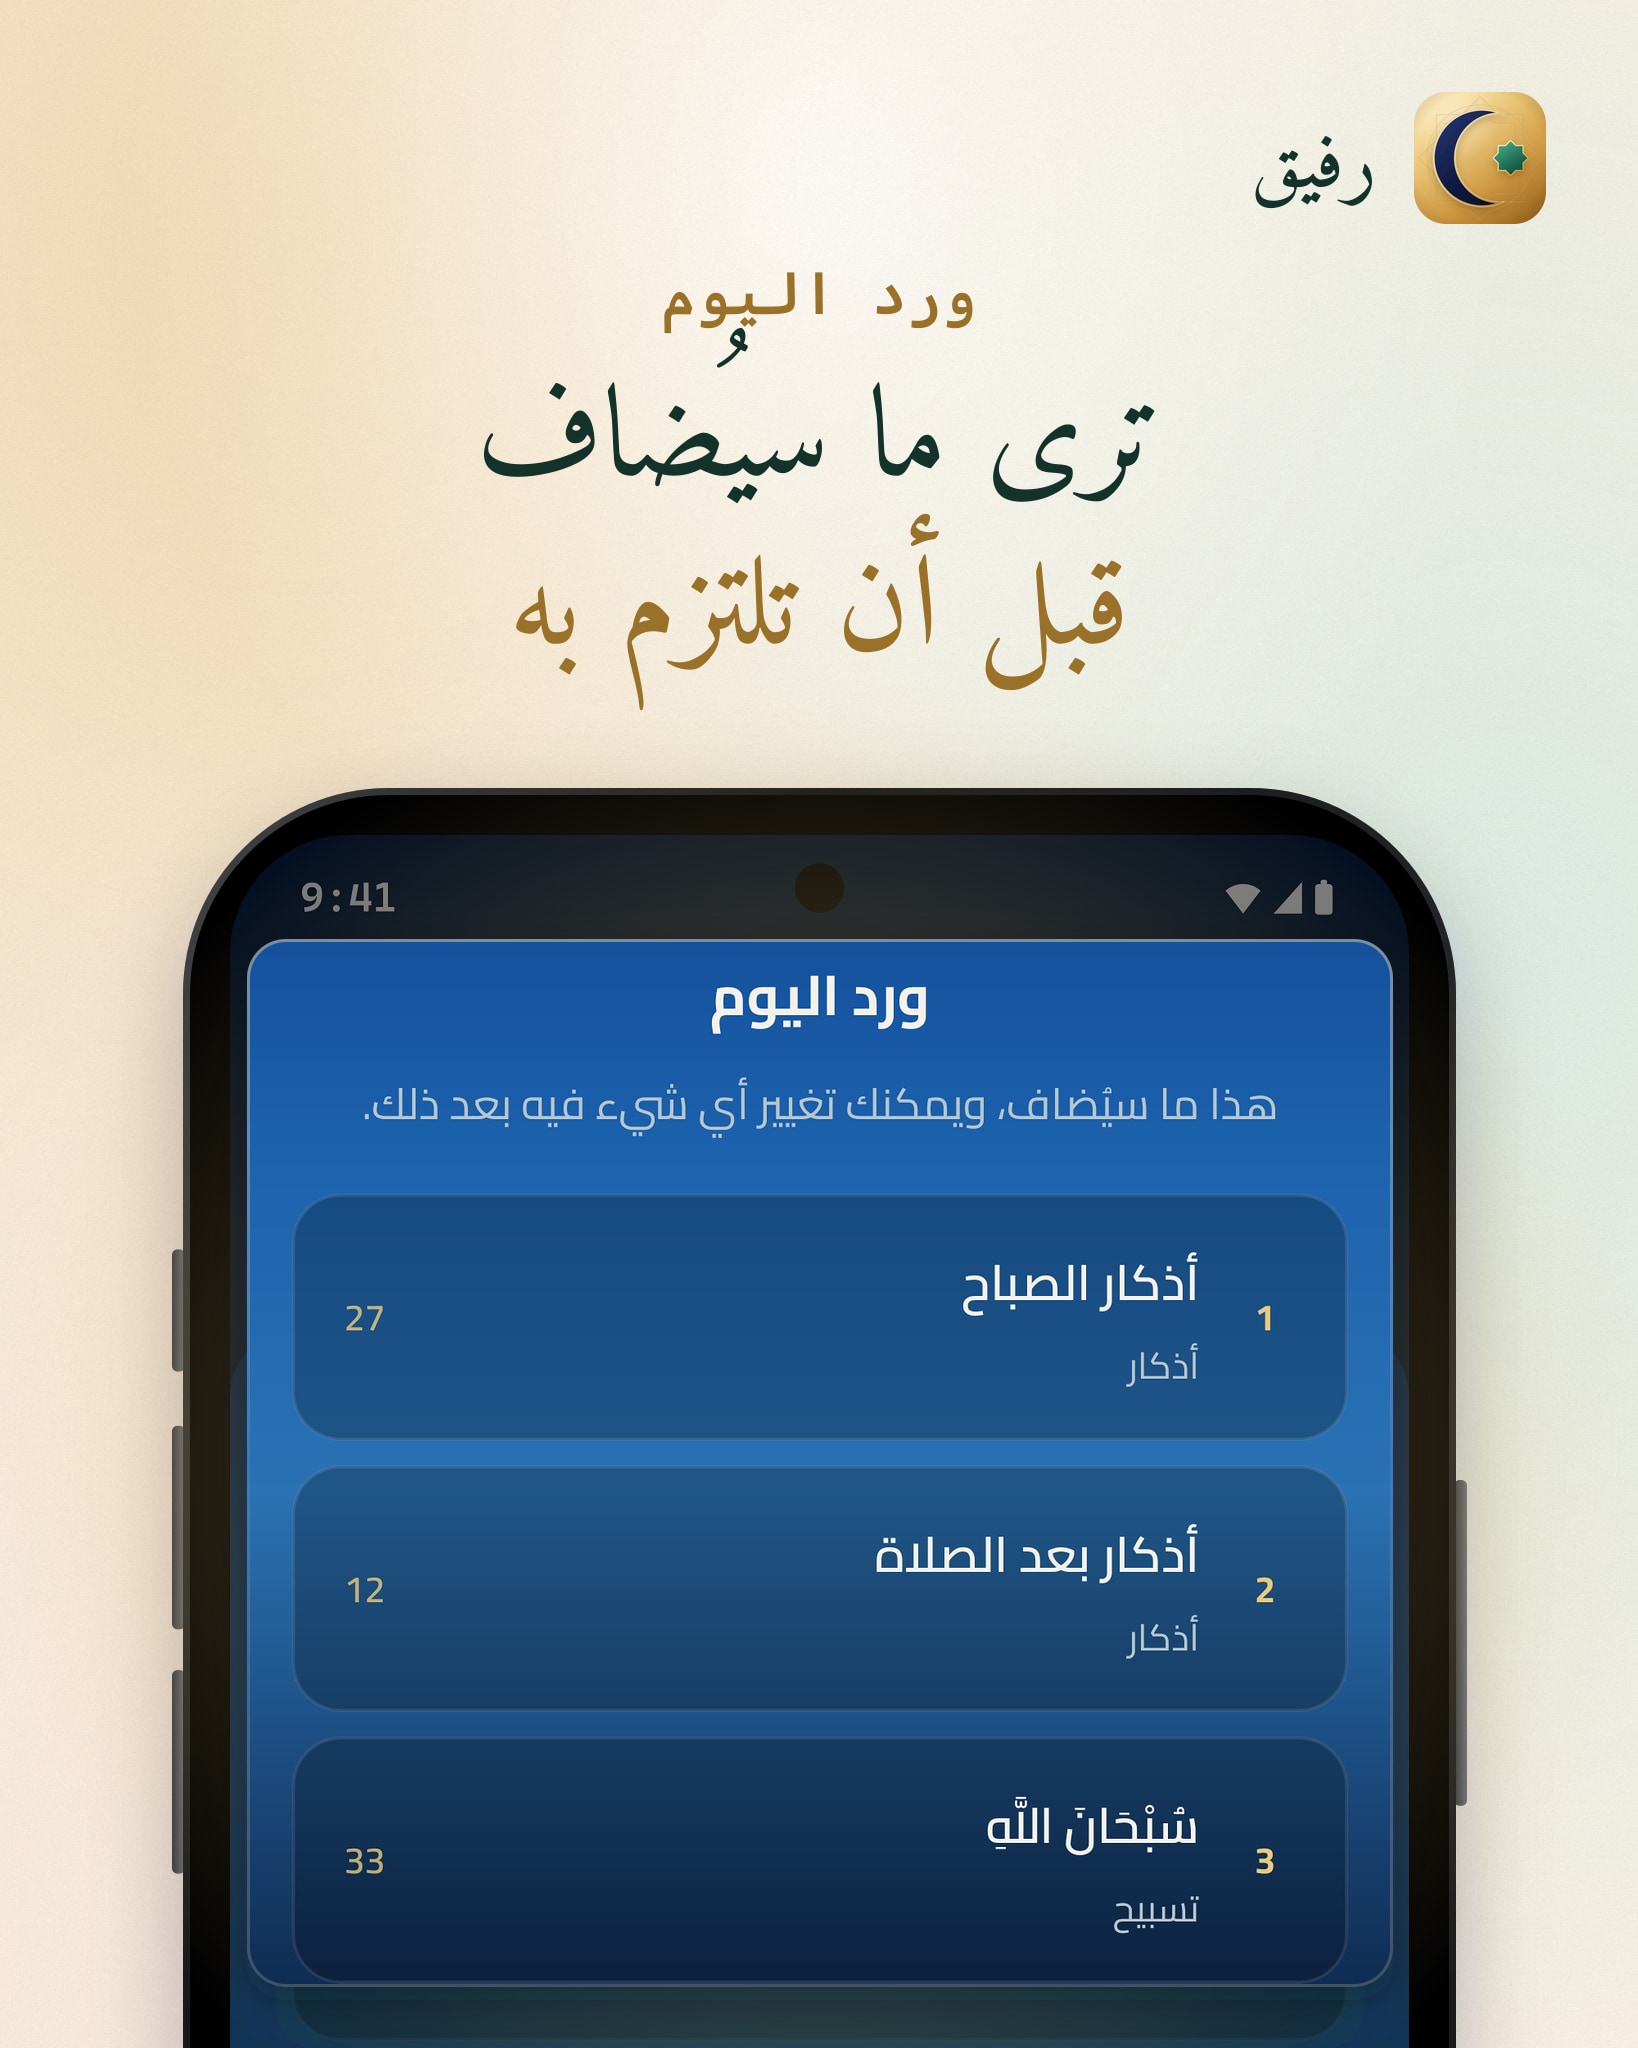 رفيق
ورد اليوم
ترى ما سيُضاف
قبل أن تلتزم به
9:41
ورد اليوم
هذا ما سيُضاف، ويمكنك تغيير أي شيء فيه بعد ذلك.
1 أذكار الصباح 27
أذكار
2 أذكار بعد الصلاة 12
أذكار
3 سُبْحَانَ اللَّهِ 33
تسبيح